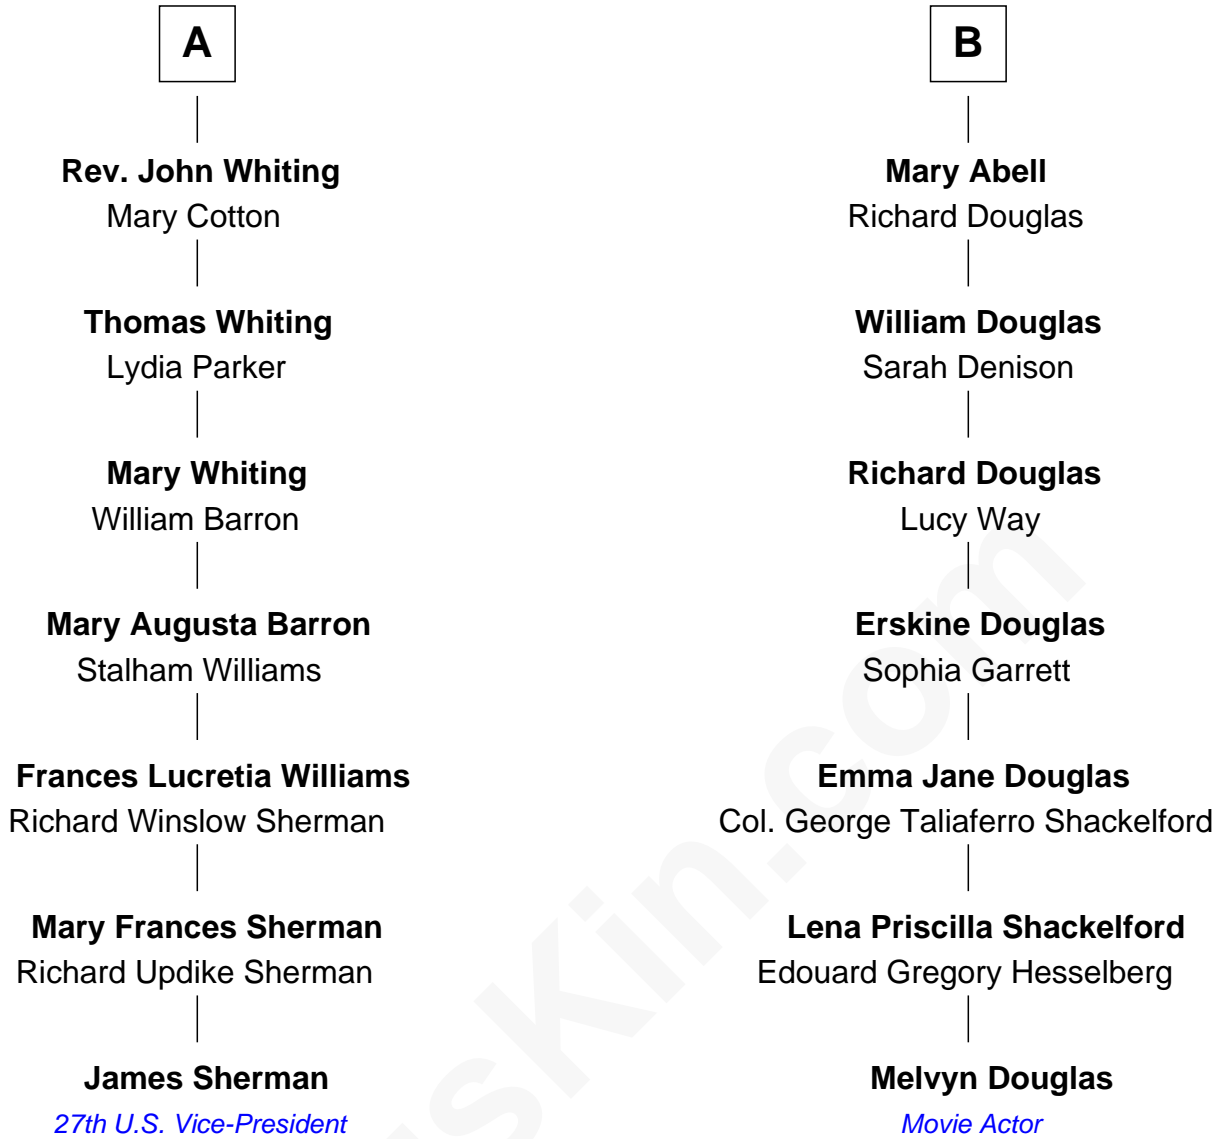 A
Rev. John Whiting
Mary Cotton
Thomas Whiting
Lydia Parker
Mary Whiting
William Barron
Mary Augusta Barron
Stalham Williams
Frances Lucretia Williams
Richard Winslow Sherman
Mary Frances Sherman
Richard Updike Sherman
James Sherman
27th U.S. Vice-President
B
Mary Abell
Richard Douglas
William Douglas
Sarah Denison
Richard Douglas
Lucy Way
Erskine Douglas
Sophia Garrett
Emma Jane Douglas
Col. George Taliaferro Shackelford
Lena Priscilla Shackelford
Edouard Gregory Hesselberg
Melvyn Douglas
Movie Actor